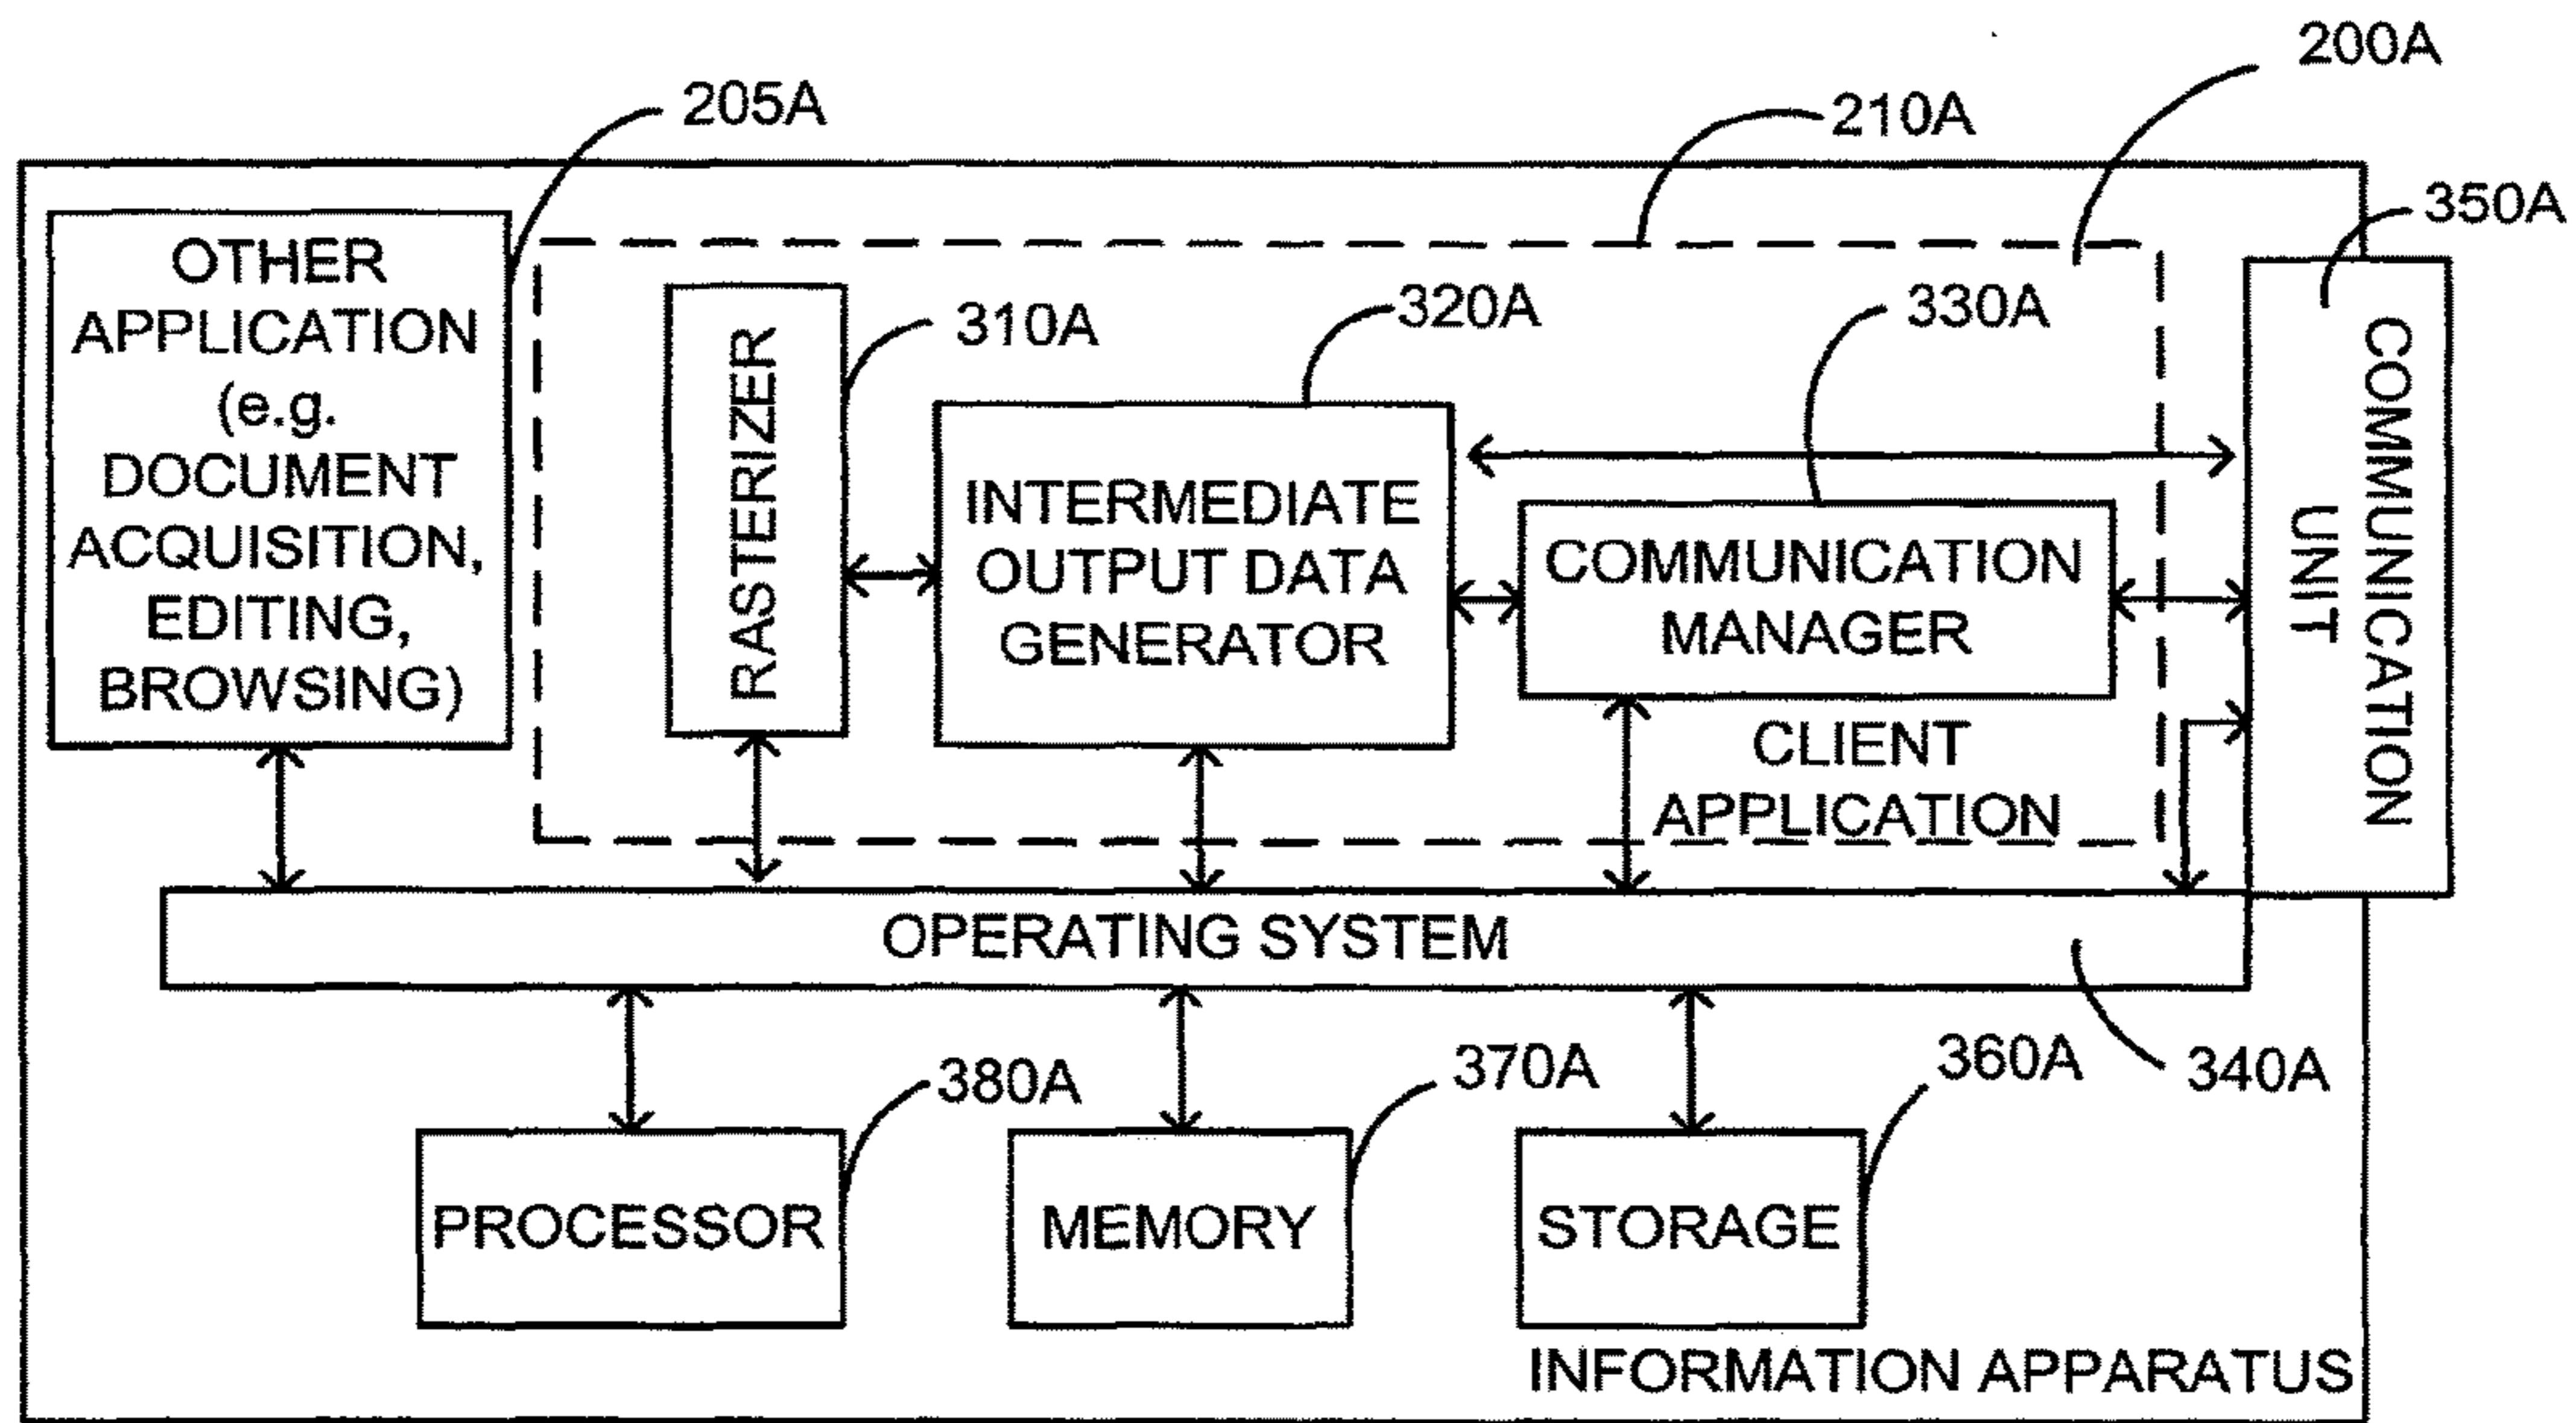 200A
205A
210A
350A
OTHER
APPLICATION
(e.g.
DOCUMENT
ACQUISITION,
EDITING,
BROWSING)
RASTERIZER
310A
320A
330A
INTERMEDIATE
OUTPUT DATA
GENERATOR
COMMUNICATION
MANAGER
CLIENT
APPLICATION
COMMUNICATION
UNIT
OPERATING SYSTEM
380A
370A
360A
340A
PROCESSOR
MEMORY
STORAGE
INFORMATION APPARATUS